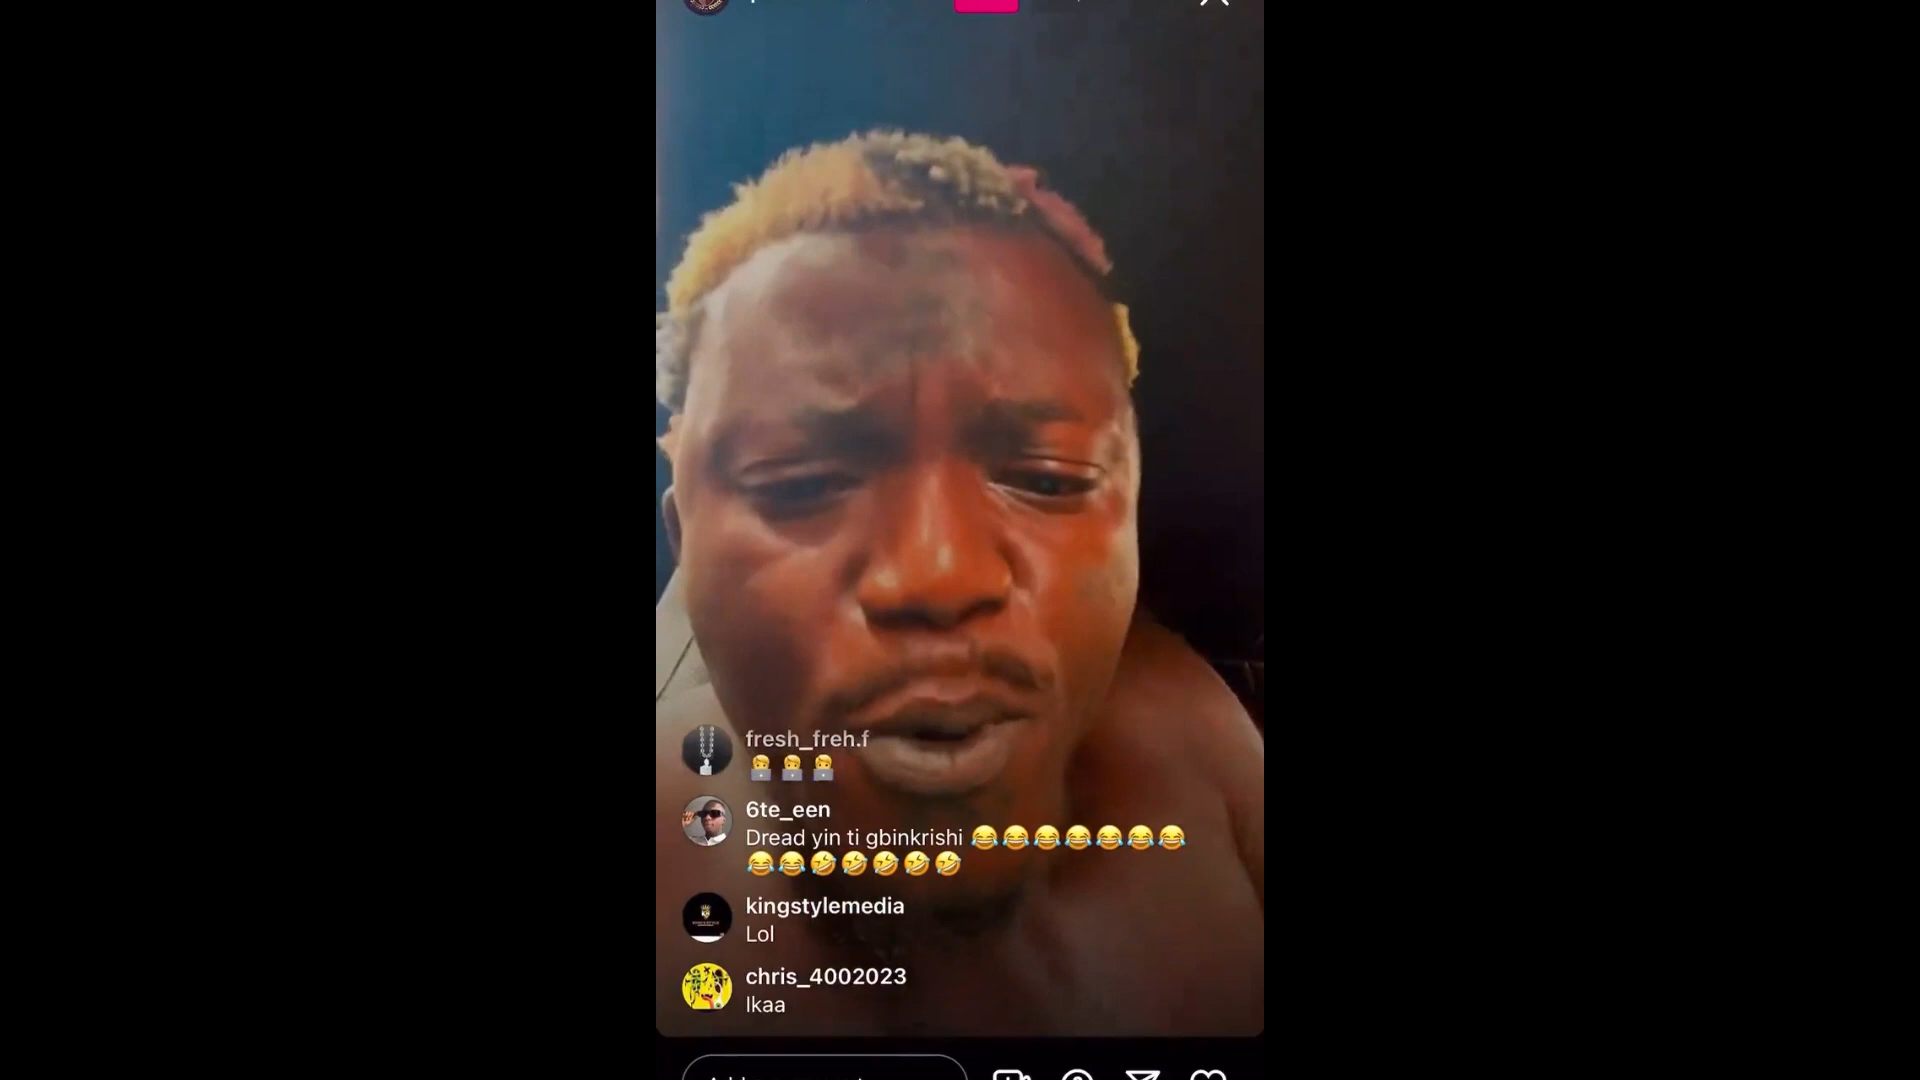 fresh_freh.f
6te_een
Dread yin ti gbinkrishi 😂😂😂😂😂😂😂
😂😂🤣🤣🤣🤣🤣
kingstylemedia
Lol
chris_4002023
Ikaa